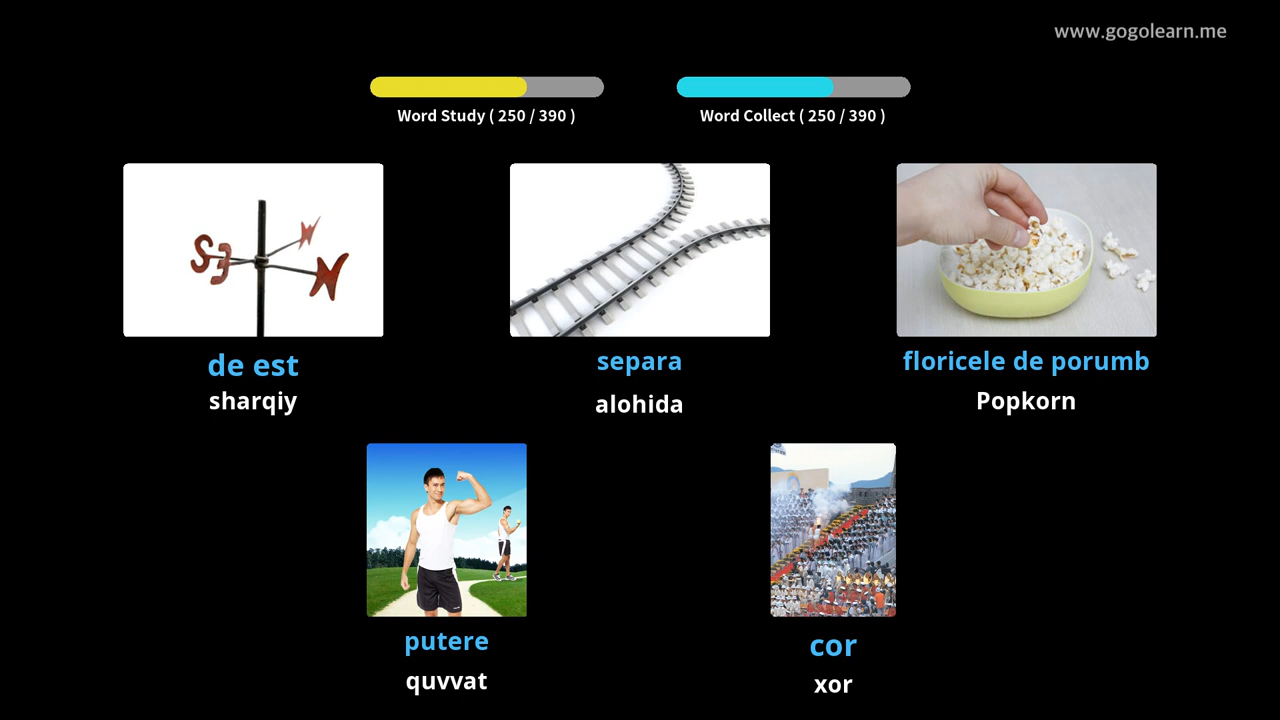 www.gogolearn.me
Word Study ( 250 / 390 )
Word Collect ( 250 / 390 )
S
E
N
de est
sharqiy
separa
alohida
floricele de porumb
Popkorn
putere
quvvat
cor
xor